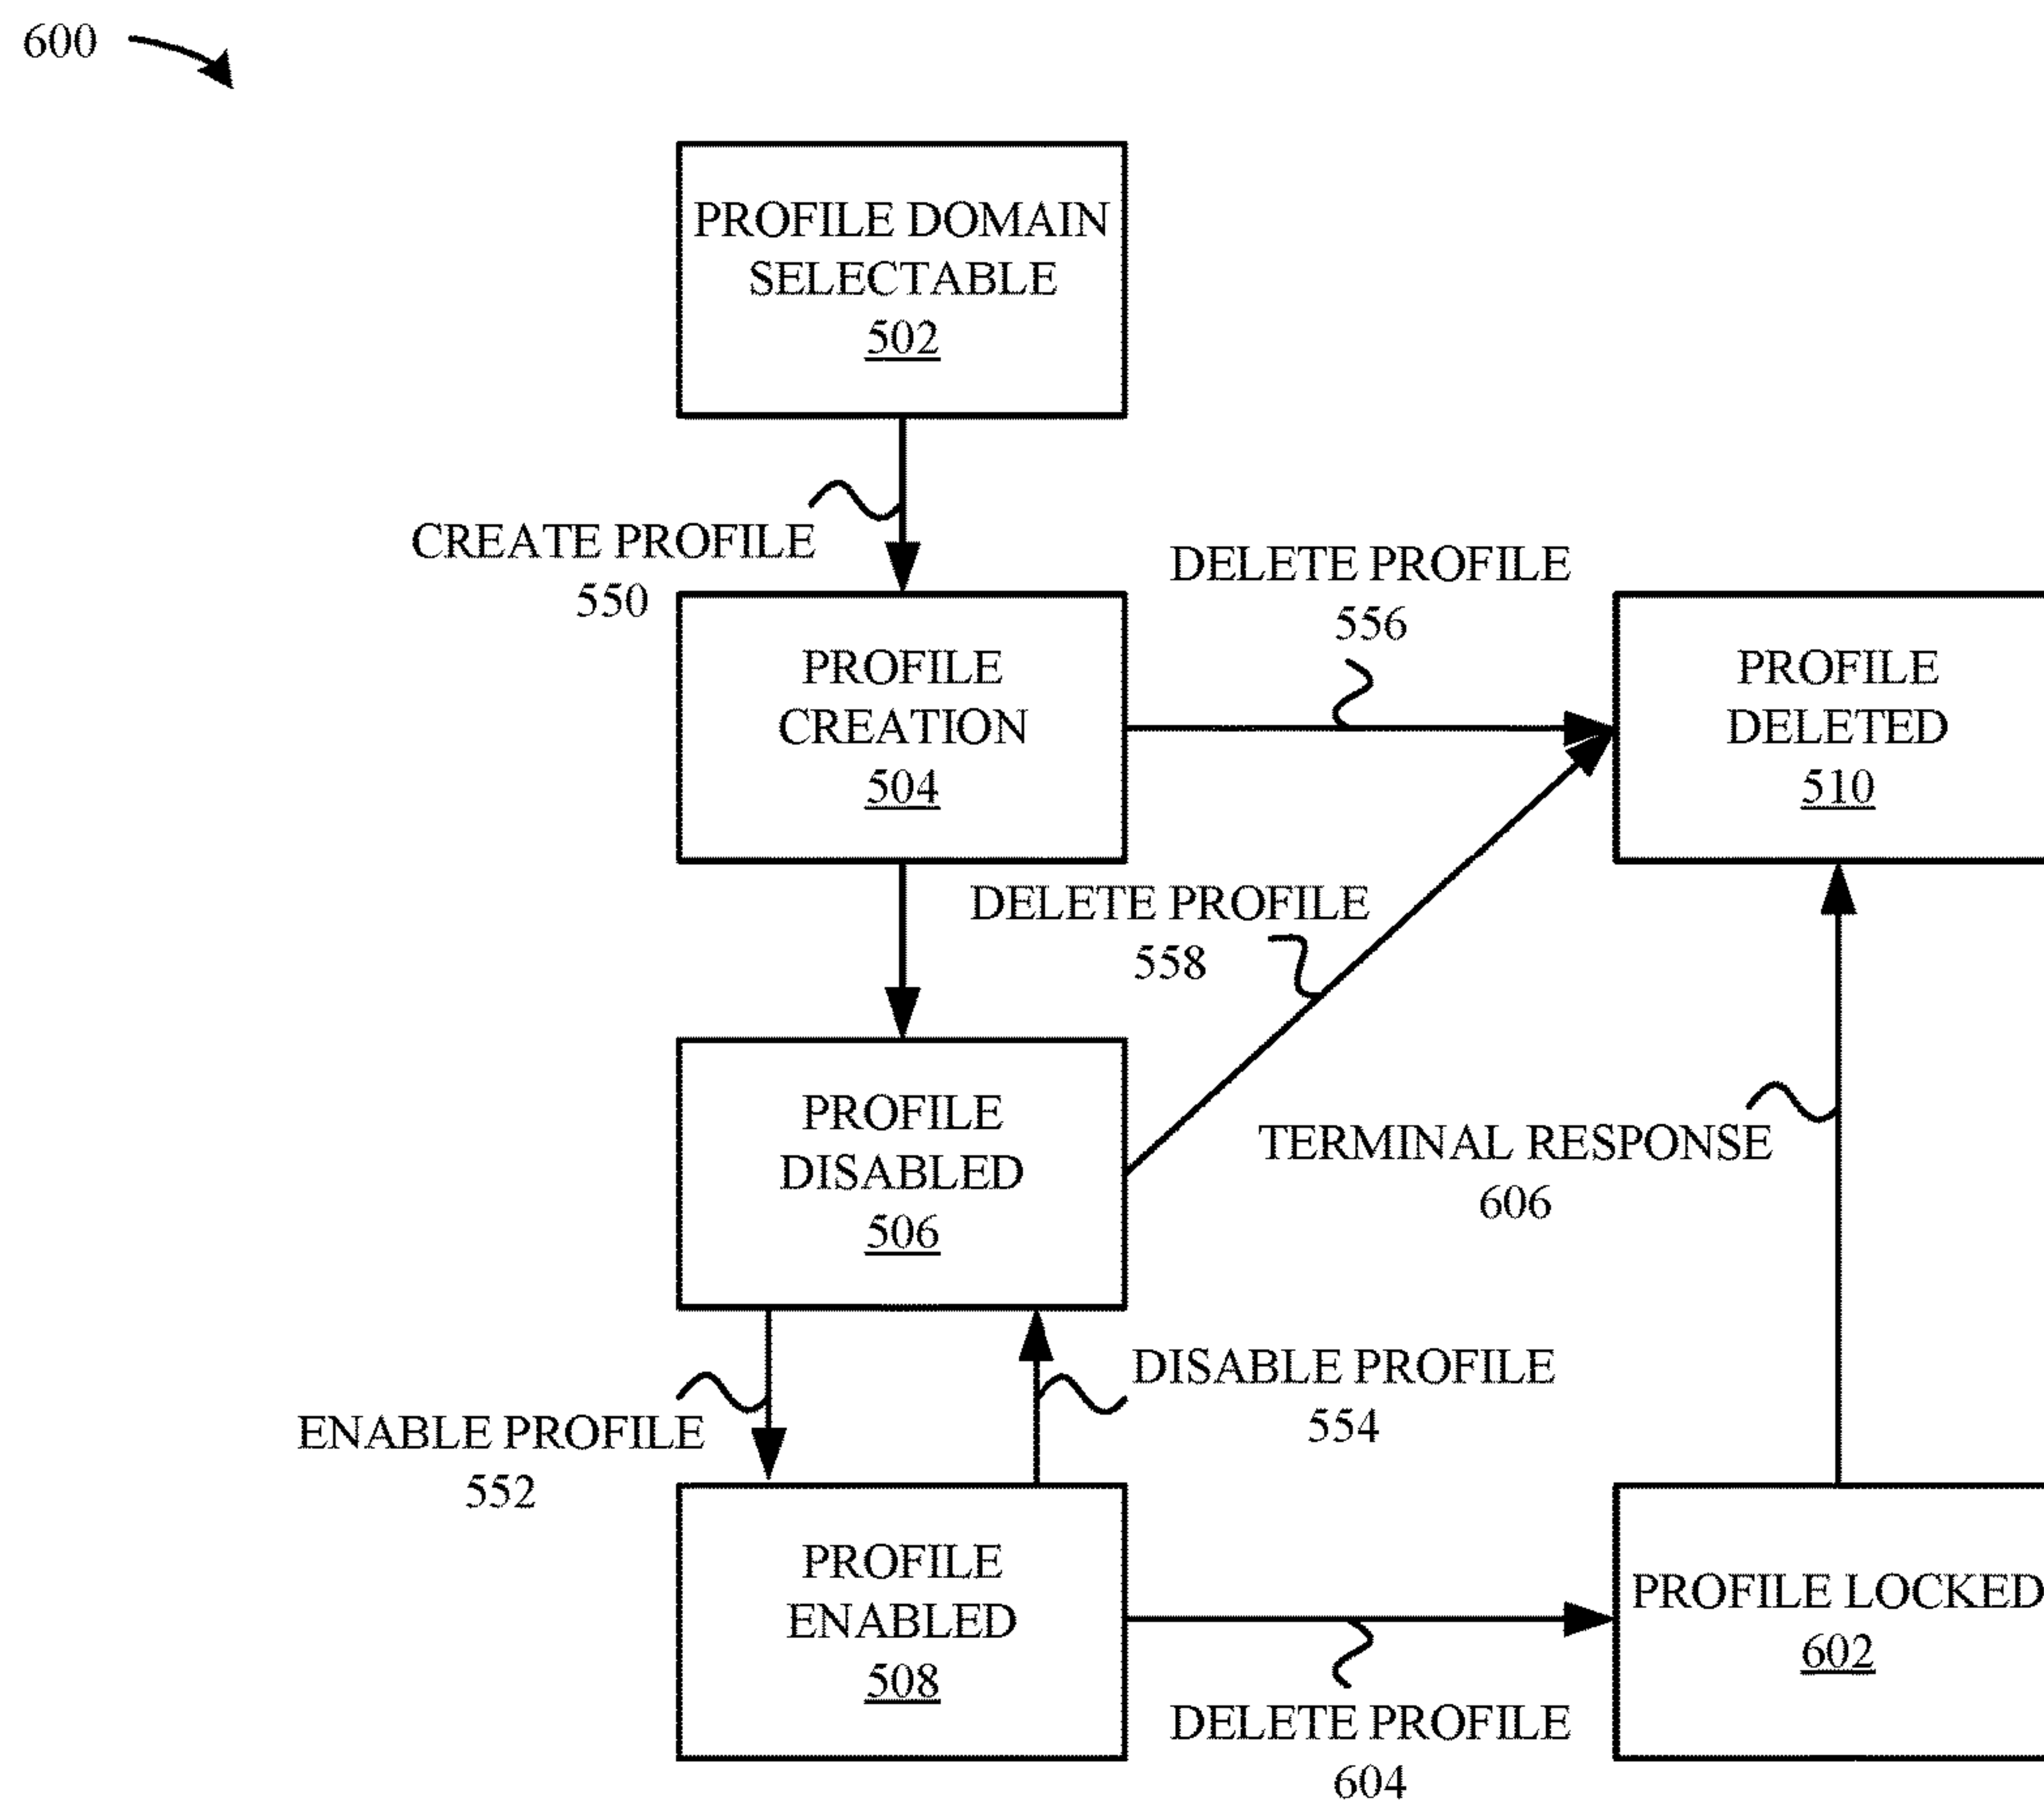 600
PROFILE DOMAIN
SELECTABLE
502
CREATE PROFILE
550
DELETE PROFILE
556
PROFILE
CREATION
504
PROFILE
DELETED
510
DELETE PROFILE
558
PROFILE
DISABLED
506
TERMINAL RESPONSE
606
ENABLE PROFILE
552
DISABLE PROFILE
554
PROFILE
ENABLED
508
PROFILE LOCKED
602
DELETE PROFILE
604